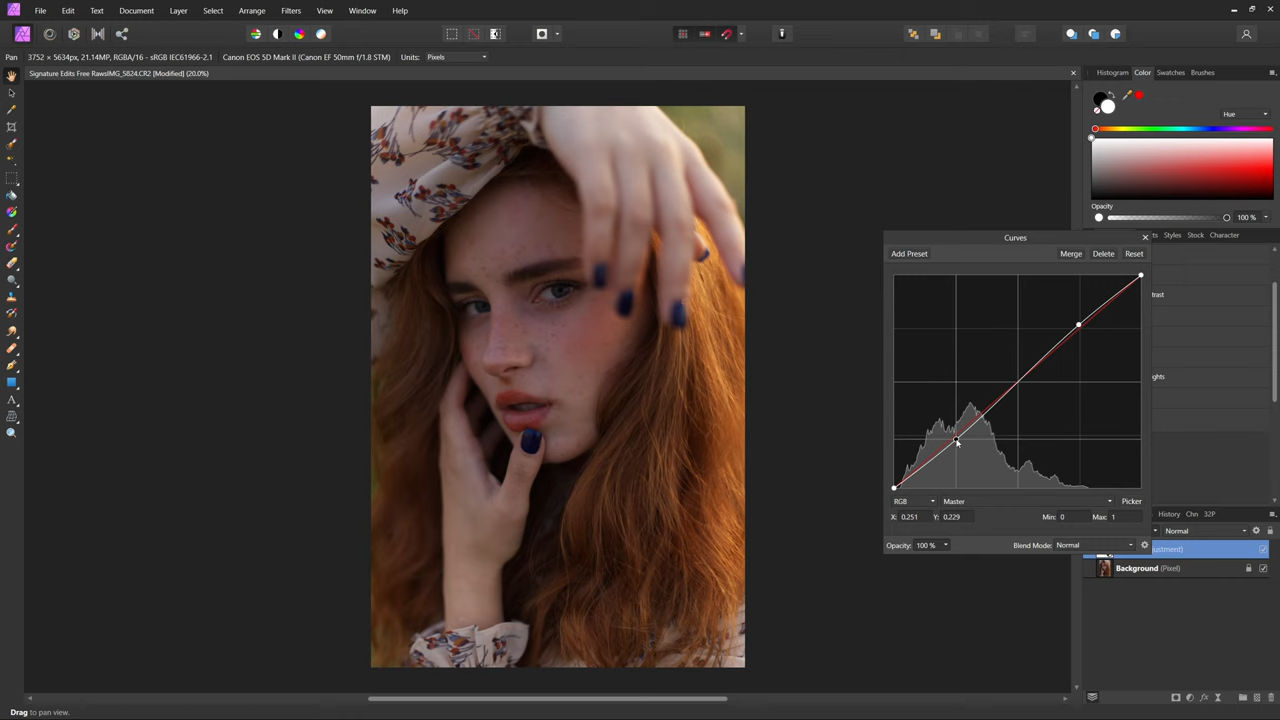 File Edit Text Document Layer Select Arrange Filters View Window Help
Pan 3752 × 5634px, 21.14MP, RGBA/16 - sRGB IEC61966-2.1 Canon EOS 5D Mark II (Canon EF 50mm f/1.8 STM) Units: Pixels
Signature Edits Free RawsIMG_5824.CR2 [Modified] (20.0%)
Histogram Color Swatches Brushes
Hue
Opacity
100 %
Styles Stock Character
Curves
Add Preset Merge Delete Reset
RGB Master Picker
X: 0.251 Y: 0.229 Min: 0 Max: 1
Opacity: 100 % Blend Mode: Normal
History Chn 32P
Normal
Background (Pixel)
Drag to pan view.